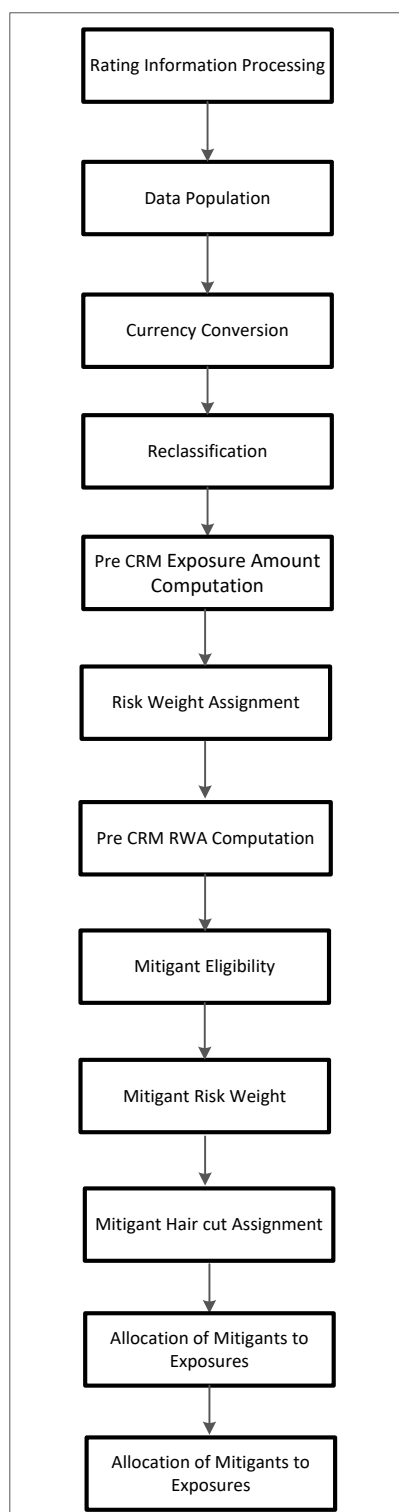 Rating Information Processing
Data Population
Currency Conversion
Reclassification
Pre CRM Exposure Amount
Computation
Risk Weight Assignment
Pre CRM RWA Computation
Mitigant Eligibility
Mitigant Risk Weight
Mitigant Hair cut Assignment
Allocation of Mitigants to
Exposures
Allocation of Mitigants to
Exposures